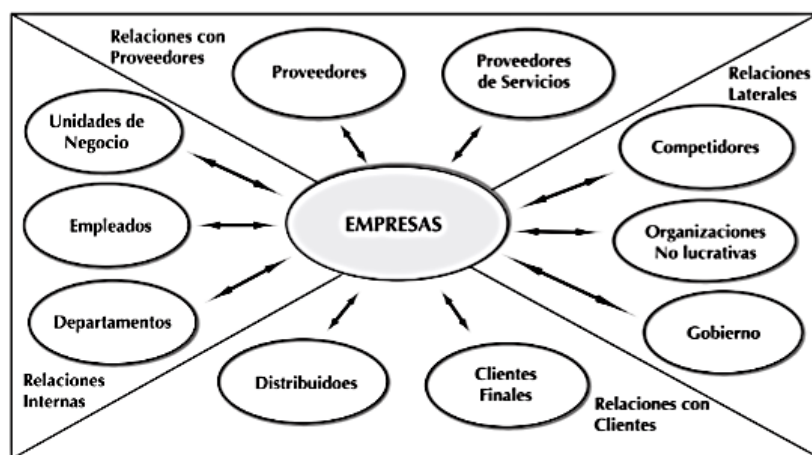 Relaciones con
Proveedores
Proveedores
Proveedores
de Servicios
Relaciones
Laterales
Unidades de
Negocio
Competidores
Empleados
EMPRESAS
Organizaciones
No lucrativas
Departamentos
Gobierno
Relaciones
Internas
Distribuidoes
Clientes
Finales
Relaciones con
Clientes